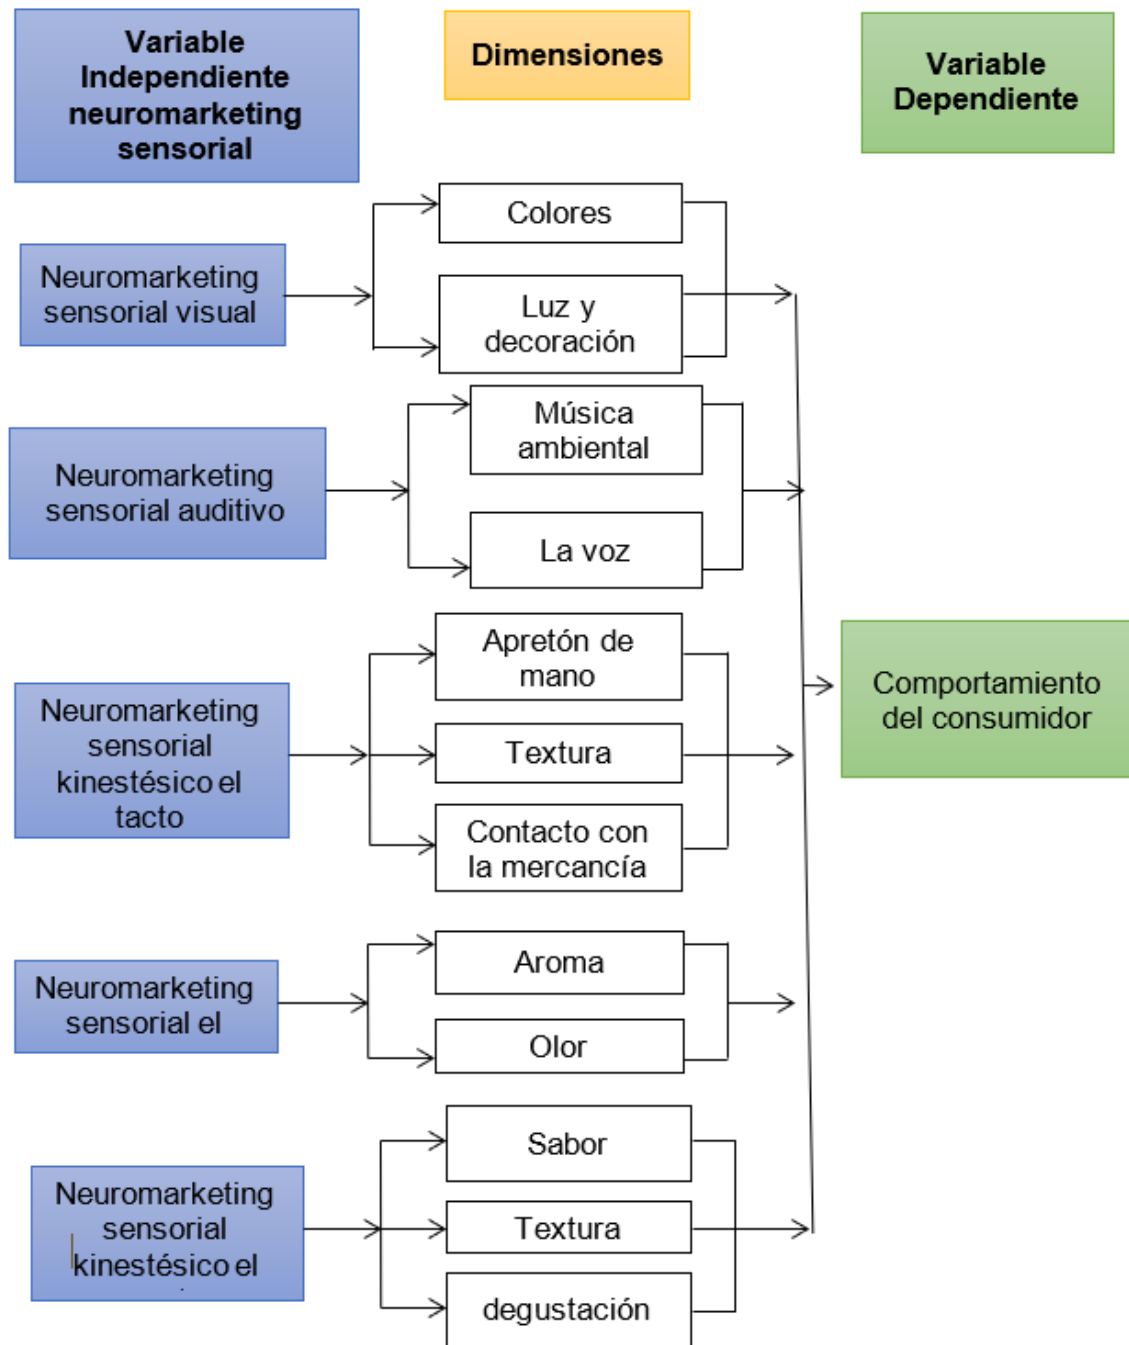 Variable
Independiente
neuromarketing
sensorial
Dimensiones
Variable
Dependiente
Neuromarketing
sensorial visual
Colores
Luz y
decoración
Neuromarketing
sensorial auditivo
Música
ambiental
La voz
Neuromarketing
sensorial
kinestésico el
tacto
Apretón de
mano
Textura
Contacto con
la mercancía
Comportamiento
del consumidor
Neuromarketing
sensorial el
Aroma
Olor
Neuromarketing
sensorial
kinestésico el
Sabor
Textura
degustación